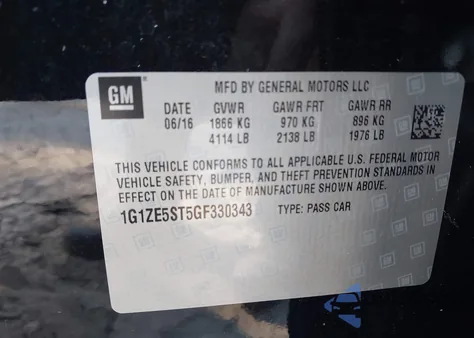 GM
MFD BY GENERAL MOTORS LLC
DATE GVWR GAWR FRT GAWR RR
06/16 1866 KG 970 KG 896 KG
4114 LB 2138 LB 1976 LB
THIS VEHICLE CONFORMS TO ALL APPLICABLE U.S. FEDERAL MOTOR
VEHICLE SAFETY, BUMPER, AND THEFT PREVENTION STANDARDS IN
EFFECT ON THE DATE OF MANUFACTURE SHOWN ABOVE.
1G1ZE5ST5GF330343 TYPE: PASS CAR